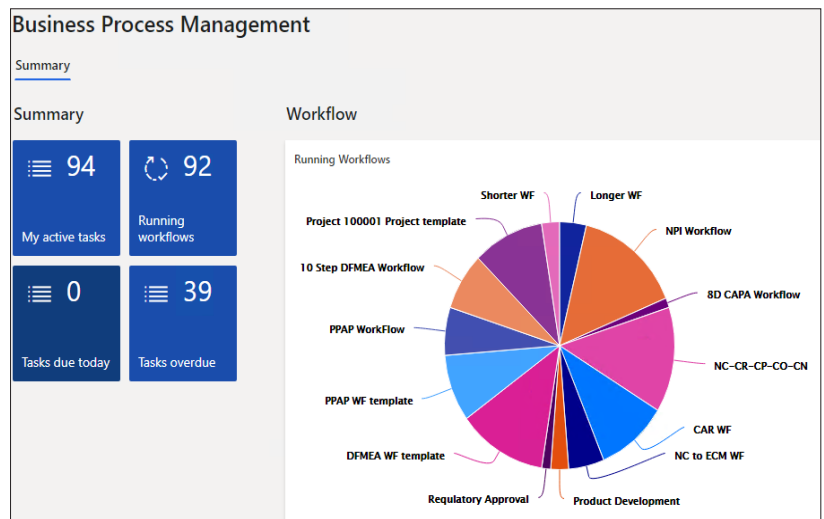 Business Process Management
Summary
Summary
Workflow
94
My active tasks
92
Running
workflows
0
Tasks due today
39
Tasks overdue
Running Workflows
Shorter WF
Longer WF
Project 100001 Project template
NPI Workflow
10 Step DFMEA Workflow
8D CAPA Workflow
PPAP WorkFlow
NC-CR-CP-CO-CN
PPAP WF template
CAR WF
DFMEA WF template
NC to ECM WF
Requlatory Approval
Product Development